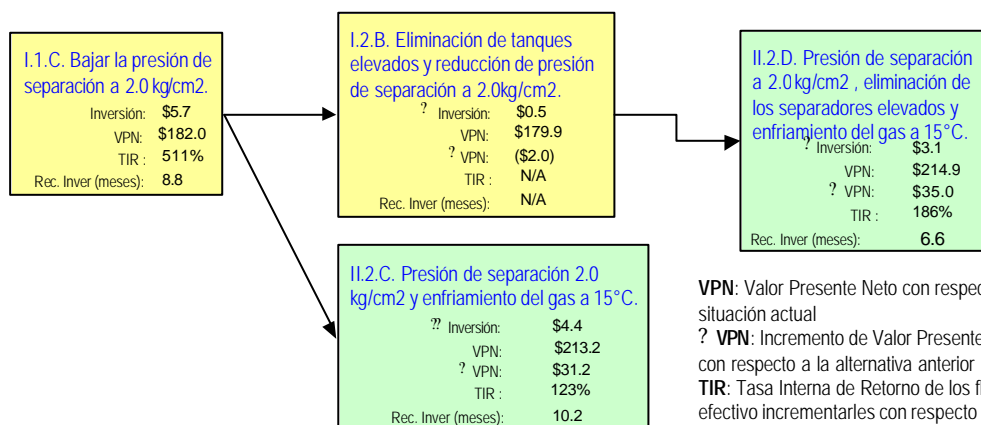 I.1.C. Bajar la presión de
separación a 2.0 kg/cm2.
Inversión: $5.7
VPN: $182.0
TIR : 511%
Rec. Inver (meses): 8.8
I.2.B. Eliminación de tanques
elevados y reducción de presión
de separación a 2.0kg/cm2.
? Inversión: $0.5
VPN: $179.9
? VPN: ($2.0)
TIR : N/A
Rec. Inver (meses): N/A
II.2.D. Presión de separación
a 2.0 kg/cm2 , eliminación de
los separadores elevados y
enfriamiento del gas a 15°C.
? Inversión: $3.1
VPN: $214.9
? VPN: $35.0
TIR : 186%
Rec. Inver (meses): 6.6
II.2.C. Presión de separación 2.0
kg/cm2 y enfriamiento del gas a 15°C.
?? Inversión: $4.4
VPN: $213.2
? VPN: $31.2
TIR : 123%
Rec. Inver (meses): 10.2
VPN: Valor Presente Neto con respec
situación actual
? VPN: Incremento de Valor Presente
con respecto a la alternativa anterior
TIR: Tasa Interna de Retorno de los fl
efectivo incrementarles con respecto